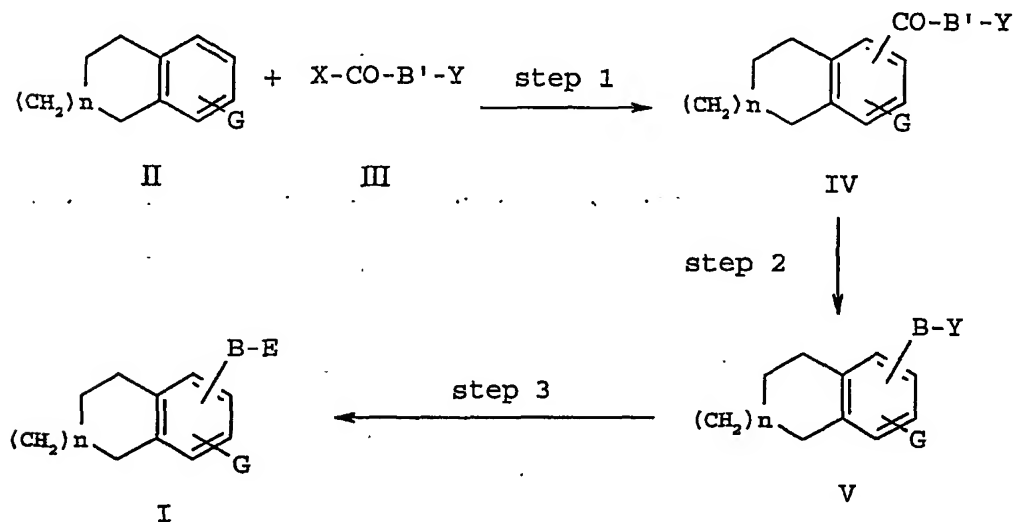 CO-B'-Y
+ X-CO-B'-Y
step 1
(CH₂)n
G
(CH₂)n
G
II
III
IV
step 2
B-E
B-Y
step 3
(CH₂)n
G
(CH₂)n
G
I
V